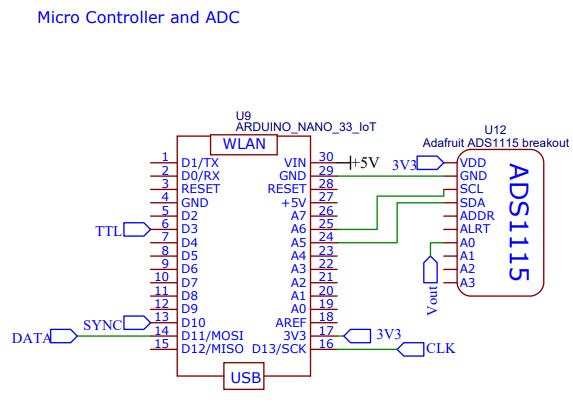 Micro Controller and ADC
U9
ARDUINO_NANO_33_IoT
WLAN
1 D1/TX VIN 30 +5V
2 D0/RX GND 29
3 RESET RESET 28
4 GND +5V 27
5 D2 A7 26
TTL 6 D3 A6 25
7 D4 A5 24
8 D5 A4 23
9 D6 A3 22
10 D7 A2 21
11 D8 A1 20
12 D9 A0 19
SYNC 13 D10 AREF 18
DATA 14 D11/MOSI 3V3 17 3V3
15 D12/MISO D13/SCK 16 CLK
USB
U12
Adafruit ADS1115 breakout
3V3 VDD
GND
SCL
SDA
ADDR
ALRT
A0
A1
A2
A3
ADS1115
Vout